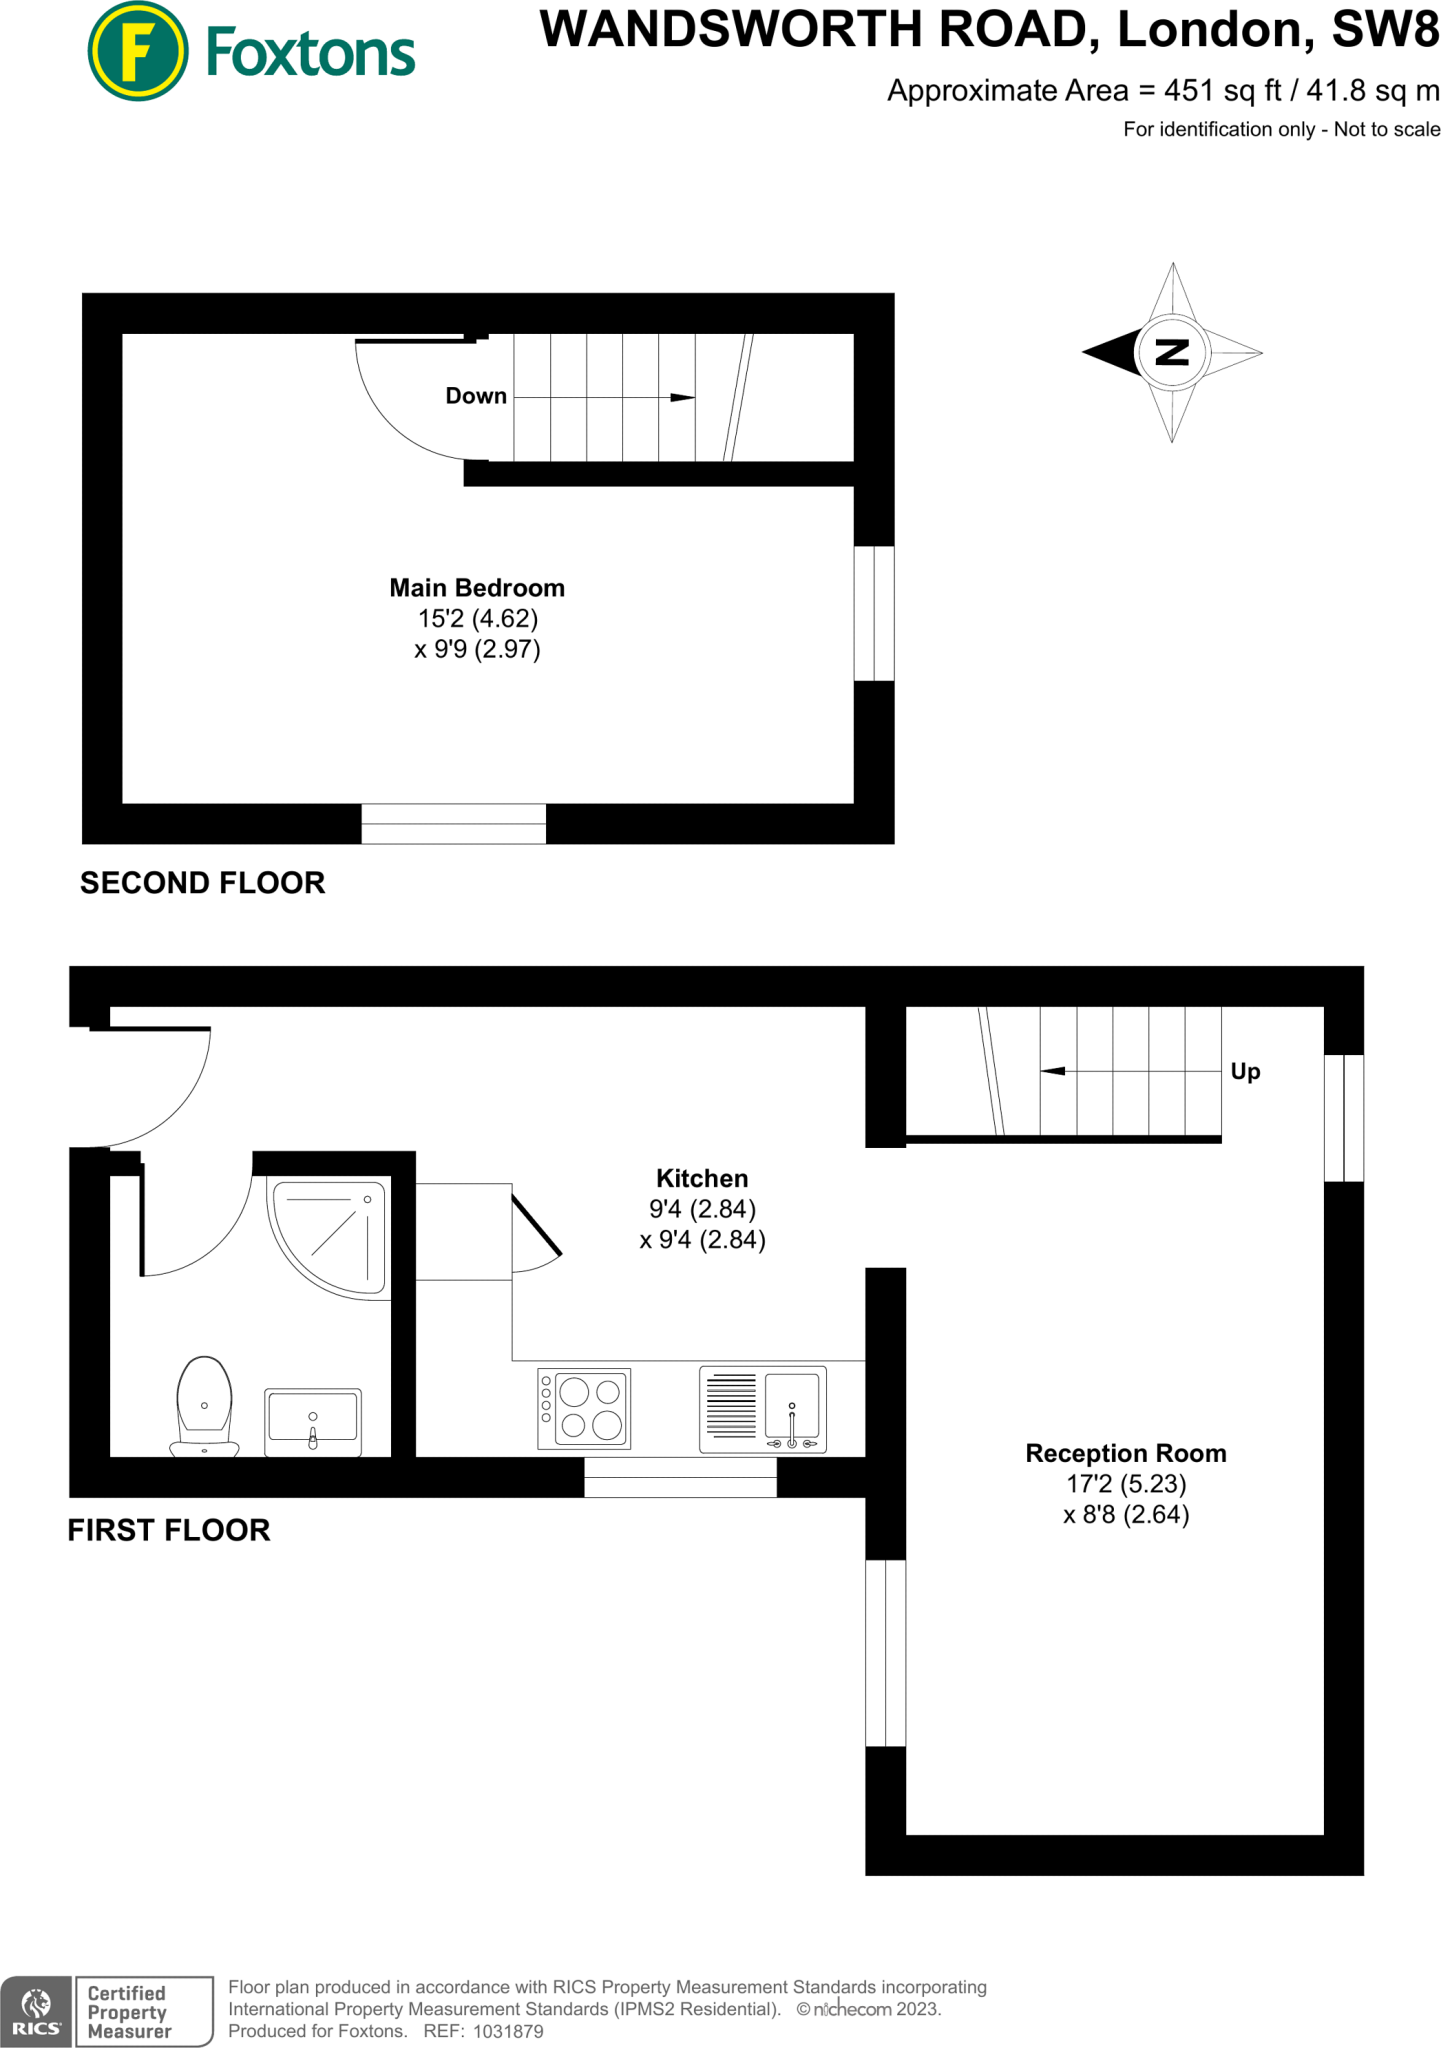 F Foxtons
WANDSWORTH ROAD, London, SW8
Approximate Area = 451 sq ft / 41.8 sq m
For identification only - Not to scale
N
Down
Main Bedroom
15'2 (4.62)
x 9'9 (2.97)
SECOND FLOOR
Up
Kitchen
9'4 (2.84)
x 9'4 (2.84)
Reception Room
17'2 (5.23)
x 8'8 (2.64)
FIRST FLOOR
RICS
Certified
Property
Measurer
Floor plan produced in accordance with RICS Property Measurement Standards incorporating
International Property Measurement Standards (IPMS2 Residential). © nichecom 2023.
Produced for Foxtons. REF: 1031879